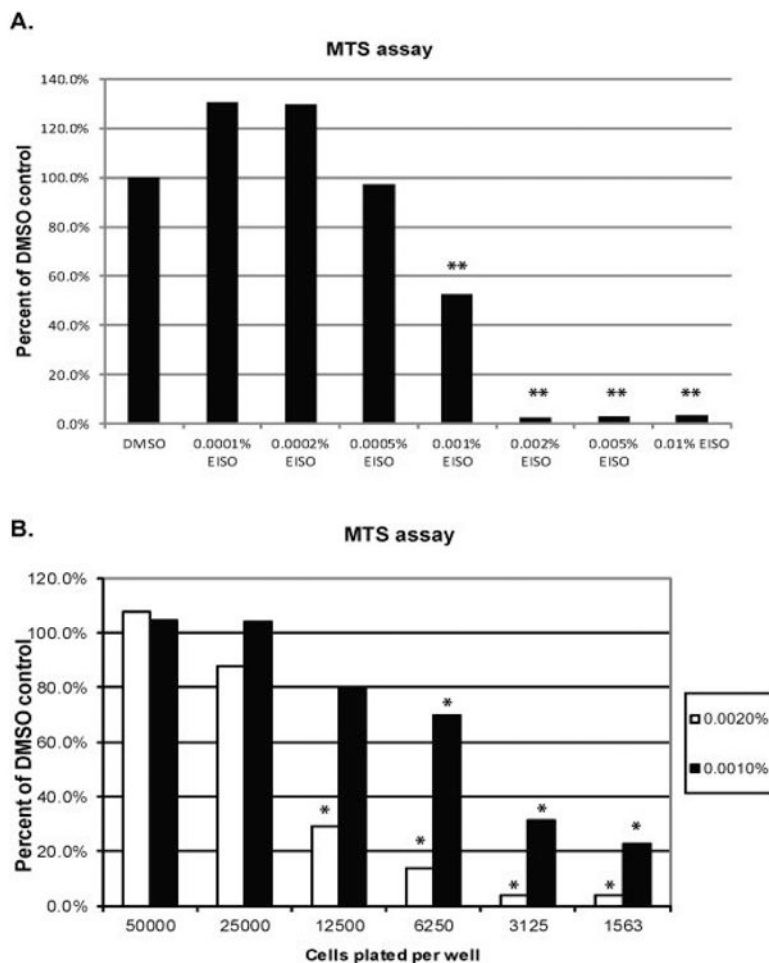 A.
MTS assay
Percent of DMSO control
140.0%
120.0%
100.0%
80.0%
60.0%
40.0%
20.0%
0.0%
**
**
**
**
DMSO 0.0001% 0.0002% 0.0005% 0.001% 0.002% 0.005% 0.01% EISO
EISO EISO EISO EISO EISO EISO
B.
MTS assay
Percent of DMSO control
120.0%
100.0%
80.0%
60.0%
40.0%
20.0%
0.0%
*
*
*
*
*
*
*
50000 25000 12500 6250 3125 1563
Cells plated per well
0.0020%
0.0010%